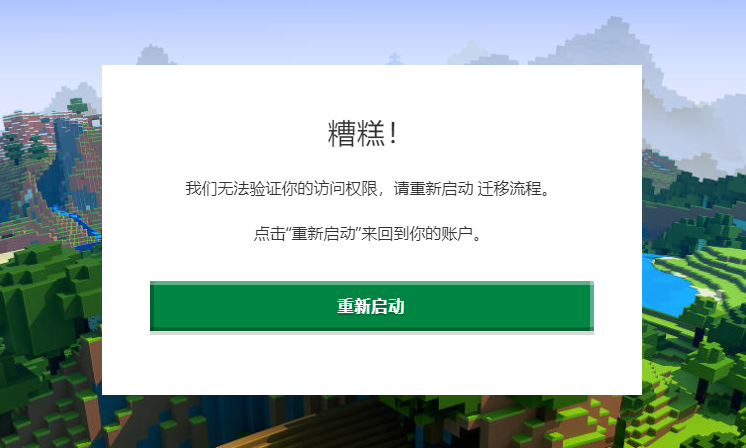 糟糕！
我们无法验证你的访问权限，请重新启动 迁移流程。
点击“重新启动”来回到你的账户。
重新启动